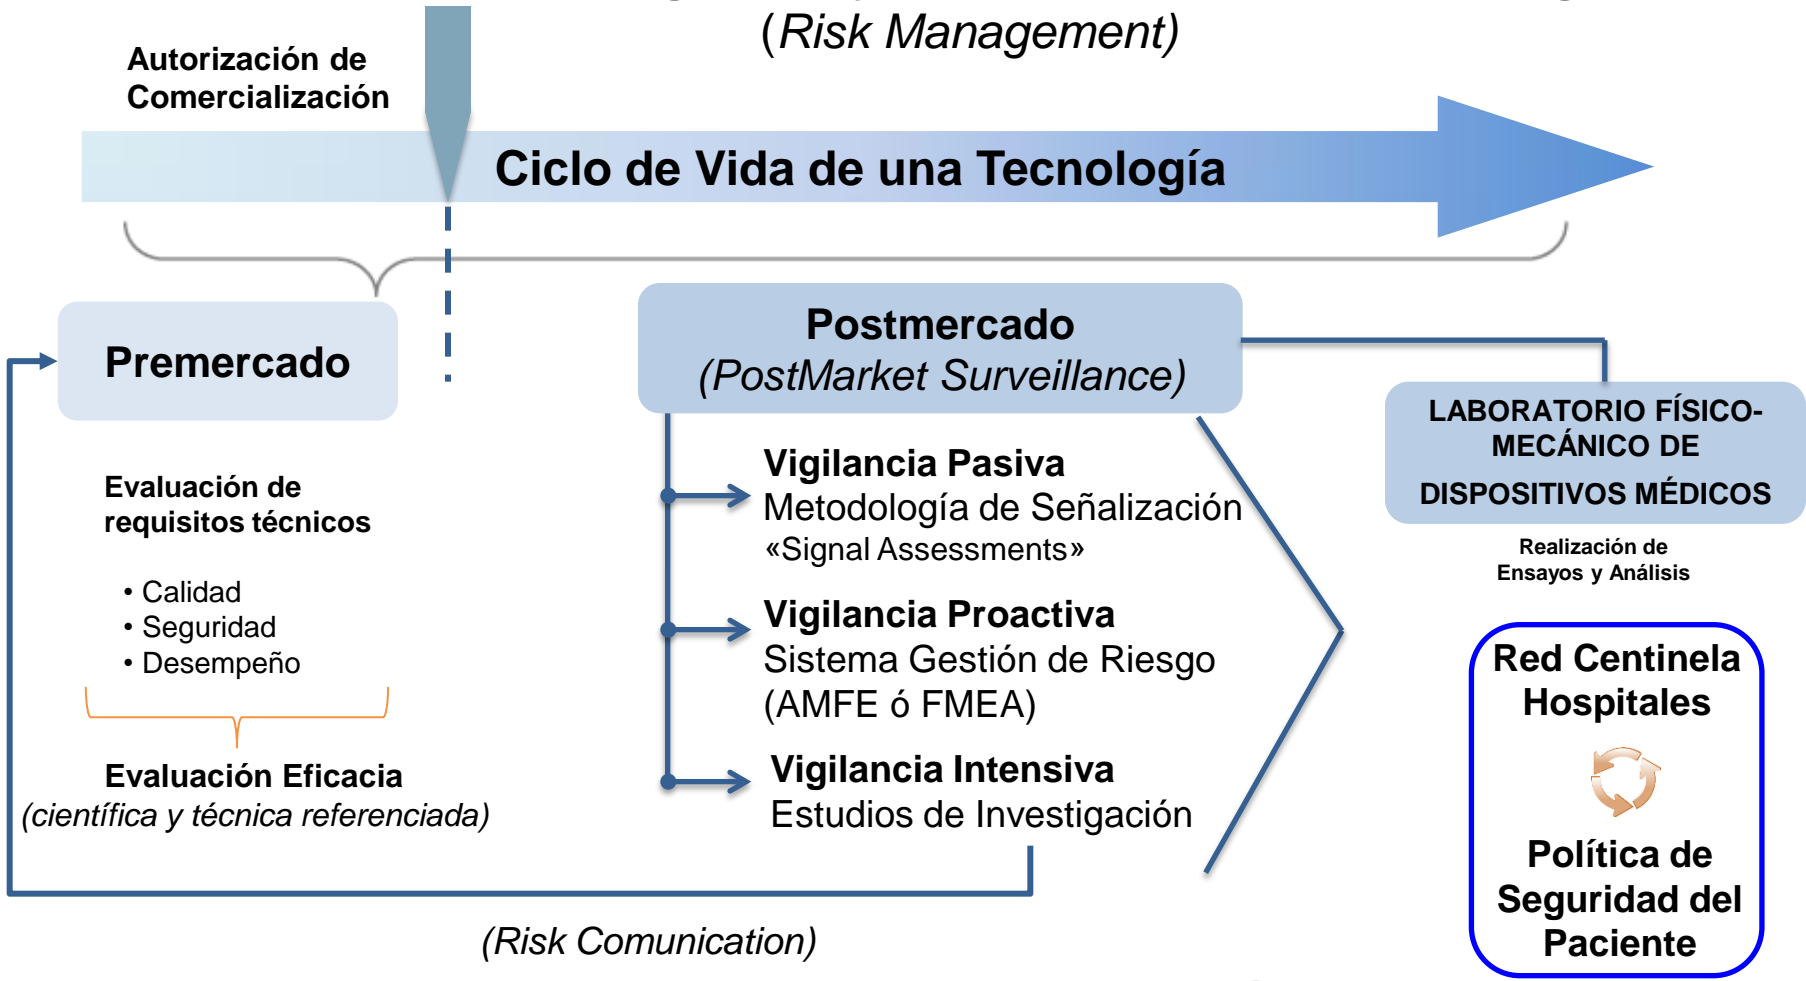 (Risk Management)
Autorización de
Comercialización
Ciclo de Vida de una Tecnología
Premercado
Evaluación de
requisitos técnicos
• Calidad
• Seguridad
• Desempeño
Evaluación Eficacia
(científica y técnica referenciada)
Postmercado
(PostMarket Surveillance)
Vigilancia Pasiva
Metodología de Señalización
«Signal Assessments»
Vigilancia Proactiva
Sistema Gestión de Riesgo
(AMFE ó FMEA)
Vigilancia Intensiva
Estudios de Investigación
(Risk Comunication)
LABORATORIO FÍSICO-
MECÁNICO DE
DISPOSITIVOS MÉDICOS
Realización de
Ensayos y Análisis
Red Centinela
Hospitales
Política de
Seguridad del
Paciente